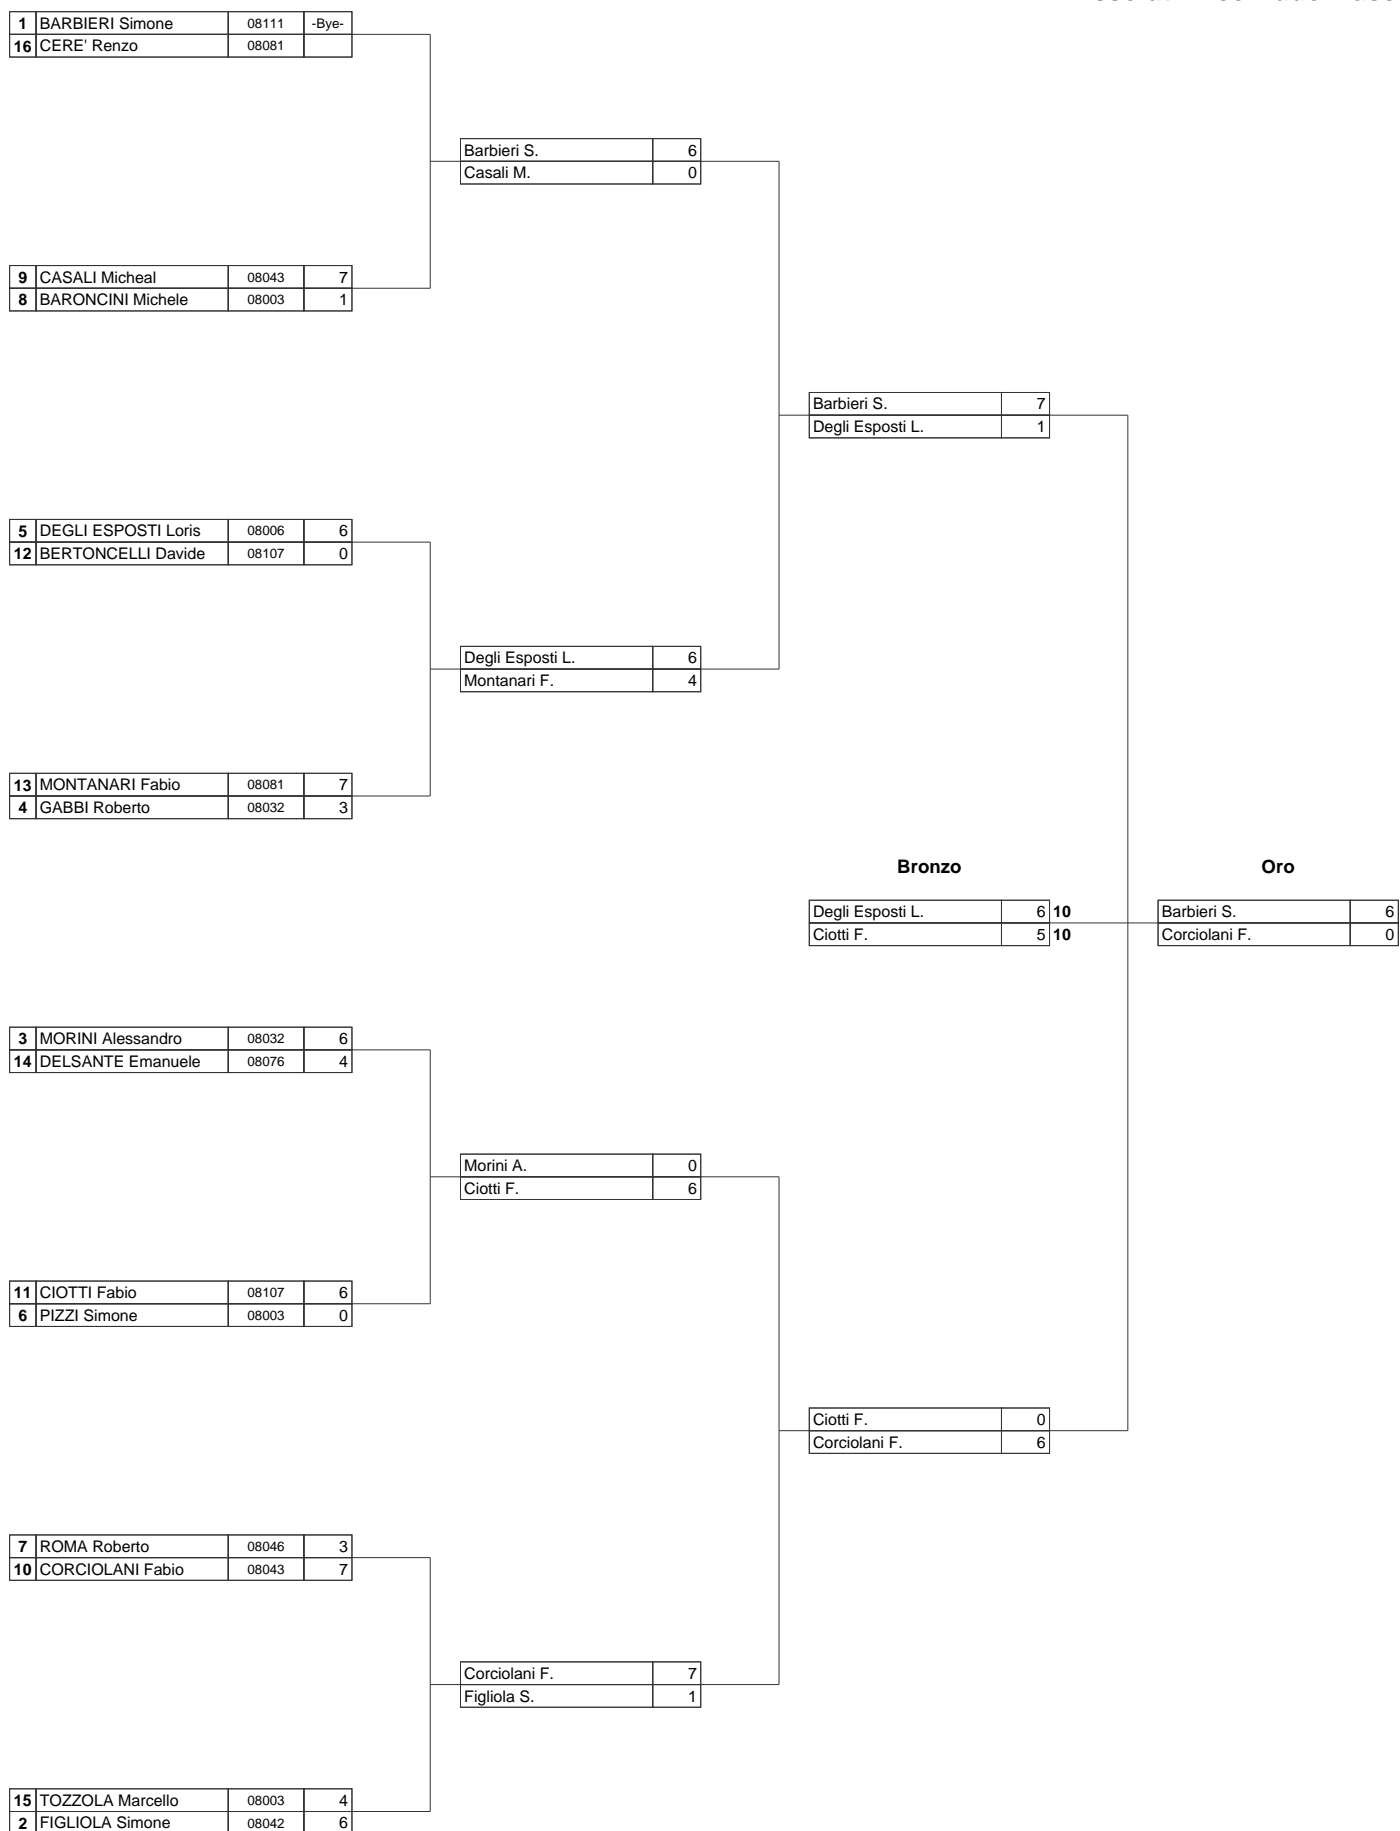 1 BARBIERI Simone 08111 -Bye-
16 CERE' Renzo 08081
Barbieri S. 6
Casali M. 0
9 CASALI Micheal 08043 7
8 BARONCINI Michele 08003 1
Barbieri S. 7
Degli Esposti L. 1
5 DEGLI ESPOSTI Loris 08006 6
12 BERTONCELLI Davide 08107 0
Degli Esposti L. 6
Montanari F. 4
13 MONTANARI Fabio 08081 7
4 GABBI Roberto 08032 3
Bronzo Oro
Degli Esposti L. 6 10 Barbieri S. 6
Ciotti F. 5 10 Corciolani F. 0
3 MORINI Alessandro 08032 6
14 DELSANTE Emanuele 08076 4
Morini A. 0
Ciotti F. 6
11 CIOTTI Fabio 08107 6
6 PIZZI Simone 08003 0
Ciotti F. 0
Corciolani F. 6
7 ROMA Roberto 08046 3
10 CORCIOLANI Fabio 08043 7
Corciolani F. 7
Figliola S. 1
15 TOZZOLA Marcello 08003 4
2 FIGLIOLA Simone 08042 6